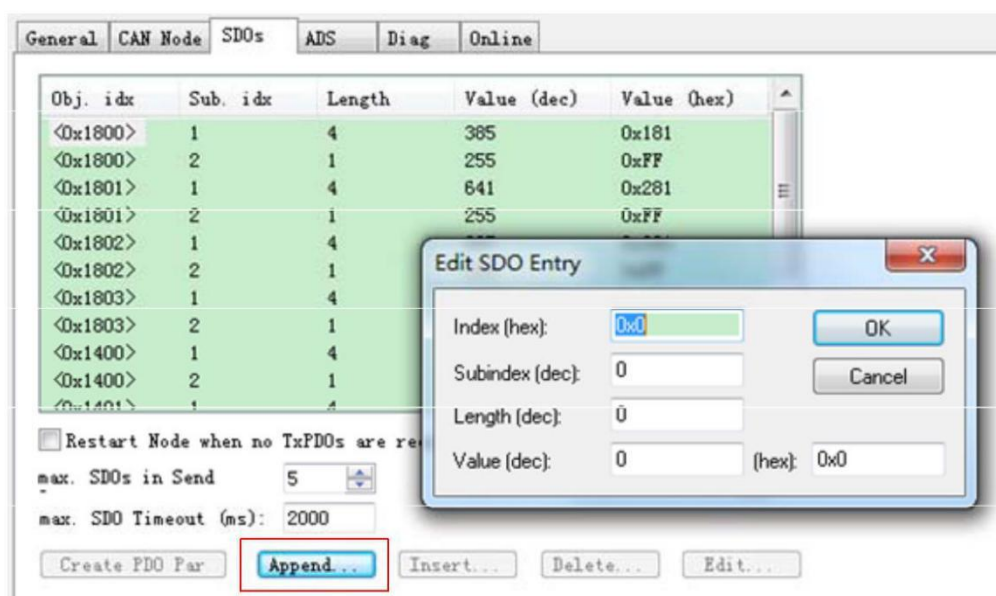 General CAN Node SDOs ADS Diag Online
Obj. idx Sub. idx Length Value (dec) Value (hex)
<0x1800> 1 4 385 0x181
<0x1800> 2 1 255 0xFF
<0x1801> 1 4 641 0x281
<0x1801> 2 1 255 0xFF
<0x1802> 1 4
<0x1802> 2 1
<0x1803> 1 4
<0x1803> 2 1
<0x1400> 1 4
<0x1400> 2 1
<0x1401> 1 4
Edit SDO Entry
Index (hex): 0x0 OK
Subindex (dec): 0 Cancel
Length (dec): 0
Value (dec): 0 (hex): 0x0
Restart Node when no TxPDOs are re
max. SDOs in Send 5
max. SDO Timeout (ms): 2000
Create PDO Par Append... Insert... Delete... Edit...